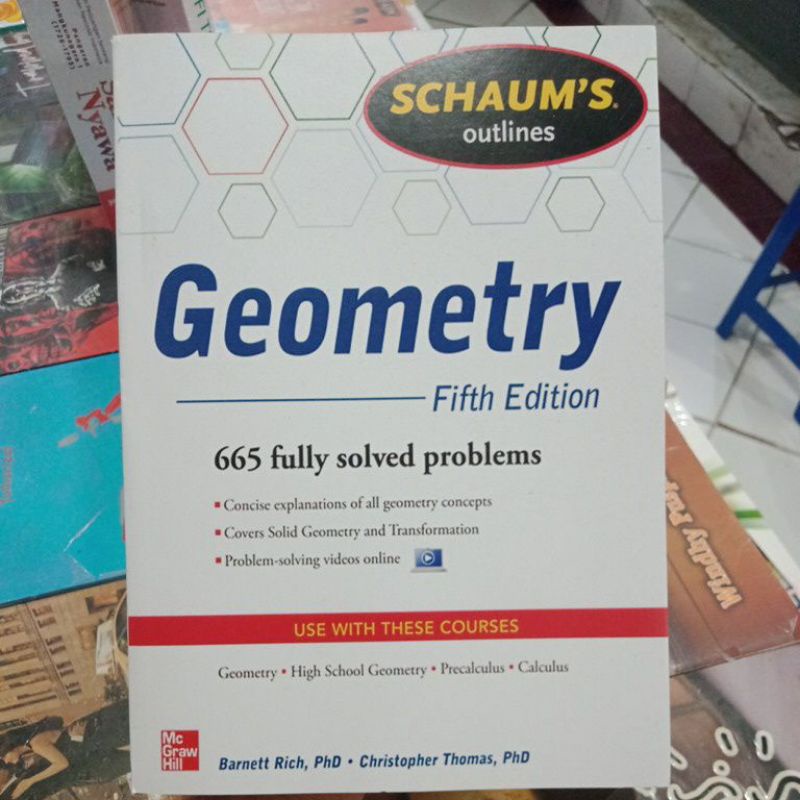 SCHAUM'S®
outlines
Geometry
Fifth Edition
665 fully solved problems
▪ Concise explanations of all geometry concepts
▪ Covers Solid Geometry and Transformation
▪ Problem-solving videos online
USE WITH THESE COURSES
Geometry • High School Geometry • Precalculus • Calculus
Mc
Graw
Hill
Barnett Rich, PhD • Christopher Thomas, PhD
Nyawa